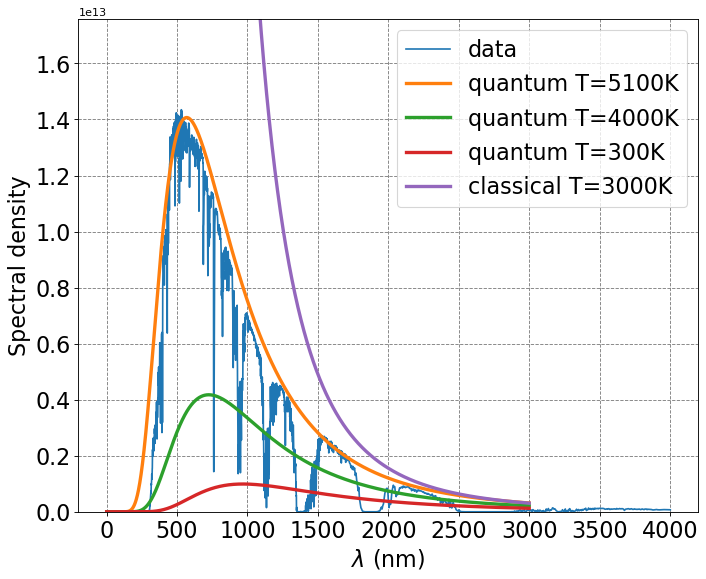 1e13
1.6
1.4
1.2
1.0
0.8
0.6
0.4
0.2
0.0
Spectral density
data
quantum T=5100K
quantum T=4000K
quantum T=300K
classical T=3000K
0 500 1000 1500 2000 2500 3000 3500 4000
λ (nm)